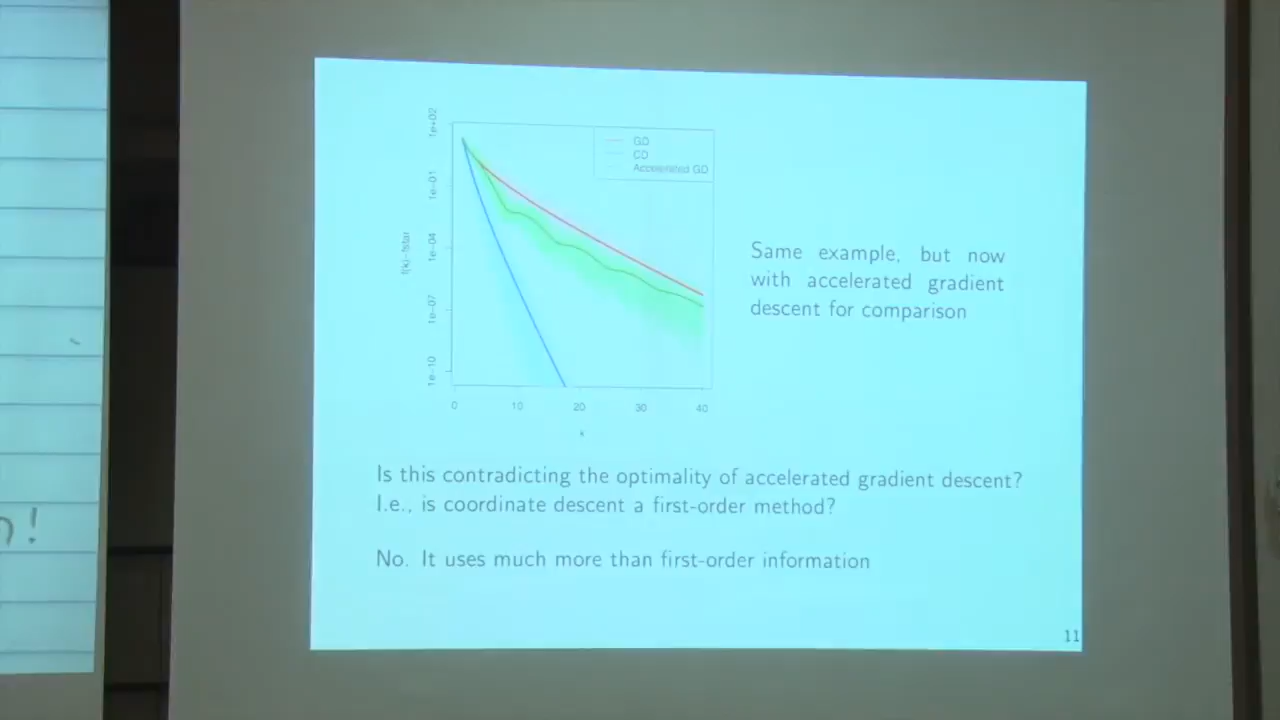 n!
1e+02
1e−01
1e−04
1e−07
1e−10
f(k)−fstar
GD
CD
Accelerated GD
0 10 20 30 40
Same example, but now
with accelerated gradient
descent for comparison
Is this contradicting the optimality of accelerated gradient descent?
I.e., is coordinate descent a first-order method?
No. It uses much more than first-order information
11